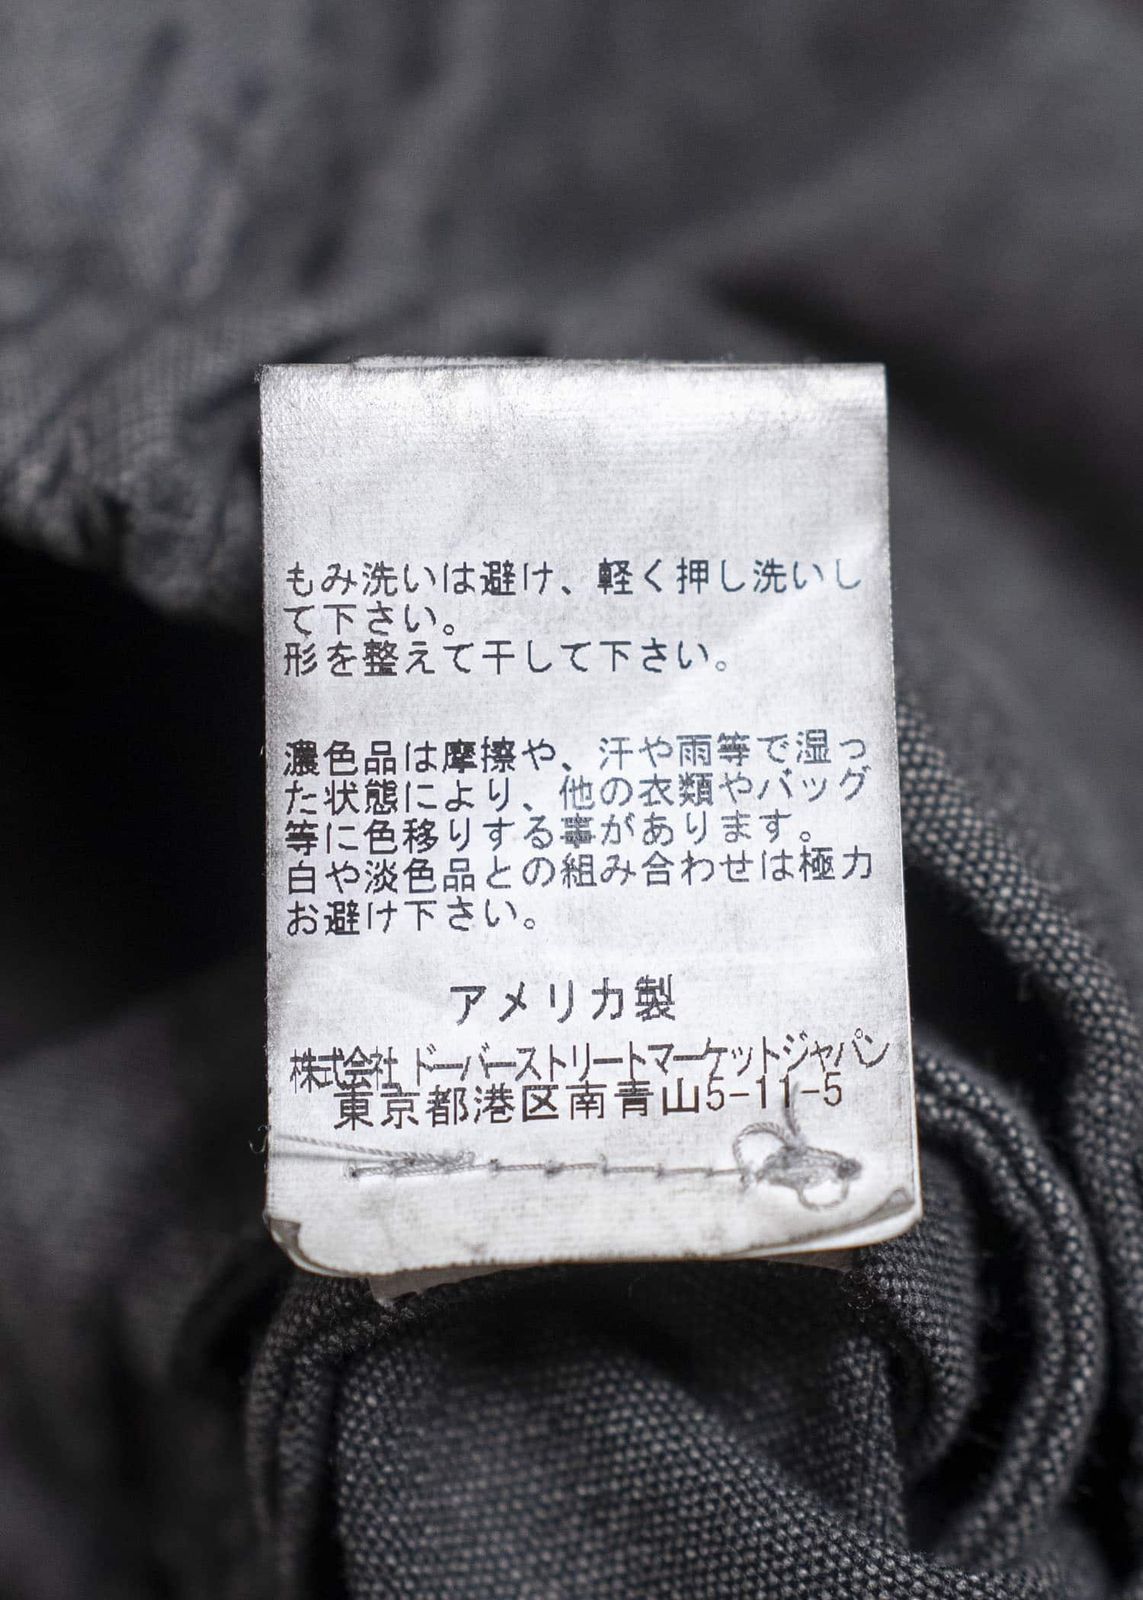 もみ洗いは避け、軽く押し洗いし
て下さい。
形を整えて干して下さい。
濃色品は摩擦や、汗や雨等で湿っ
た状態により、他の衣類やバッグ
等に色移りする事があります。
白や淡色品との組み合わせは極力
お避け下さい。
アメリカ製
株式会社 ドーバーストリートマーケットジャパン
東京都港区南青山5-11-5